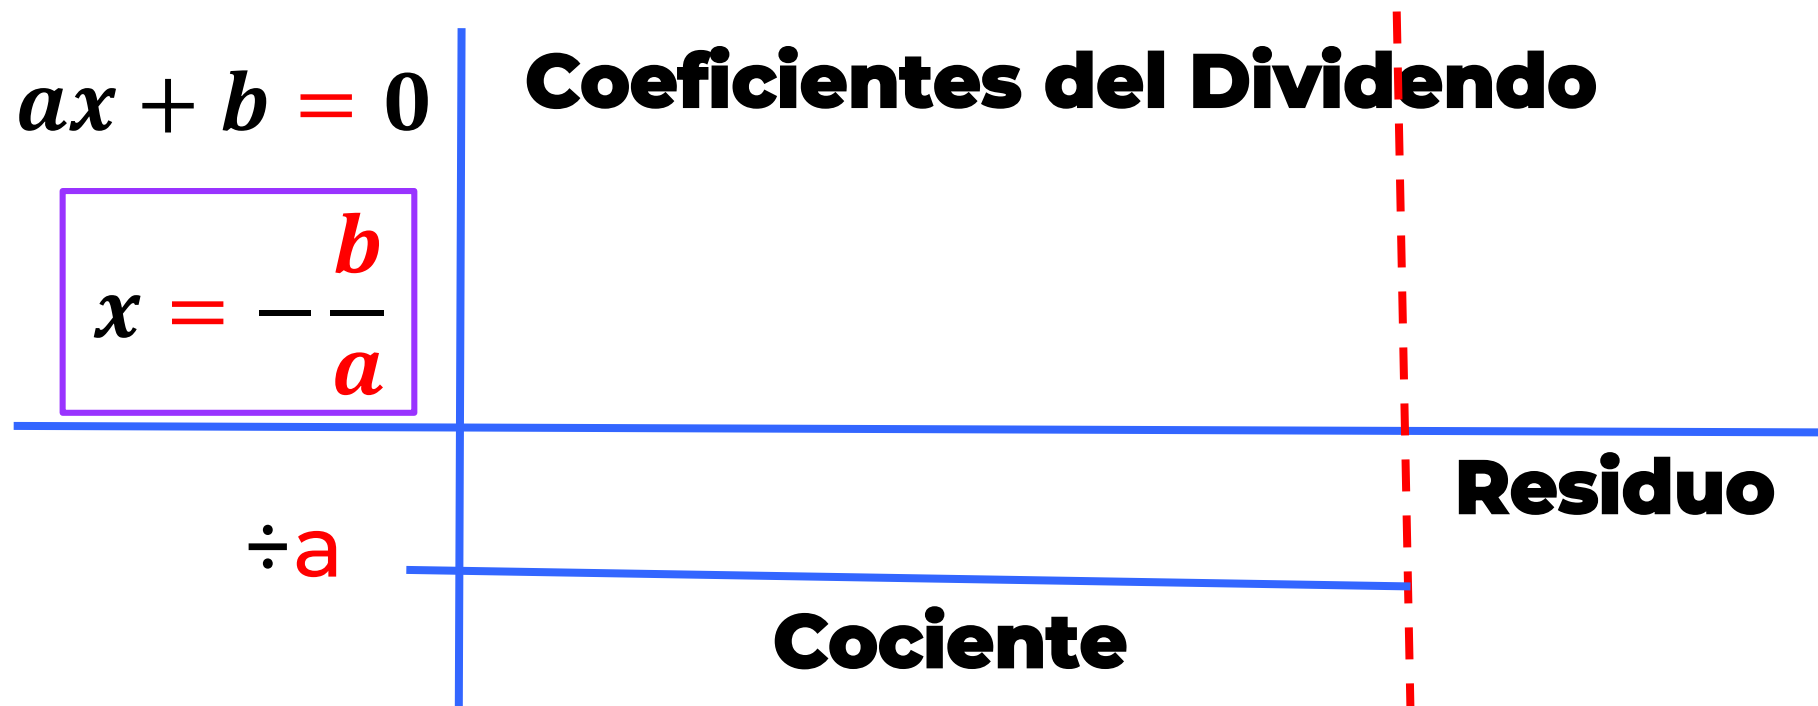 ax + b = 0
Coeficientes del Dividendo
x = -b/a
Residuo
÷a
Cociente